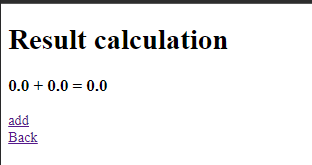 Result calculation
0.0 + 0.0 = 0.0
add
Back